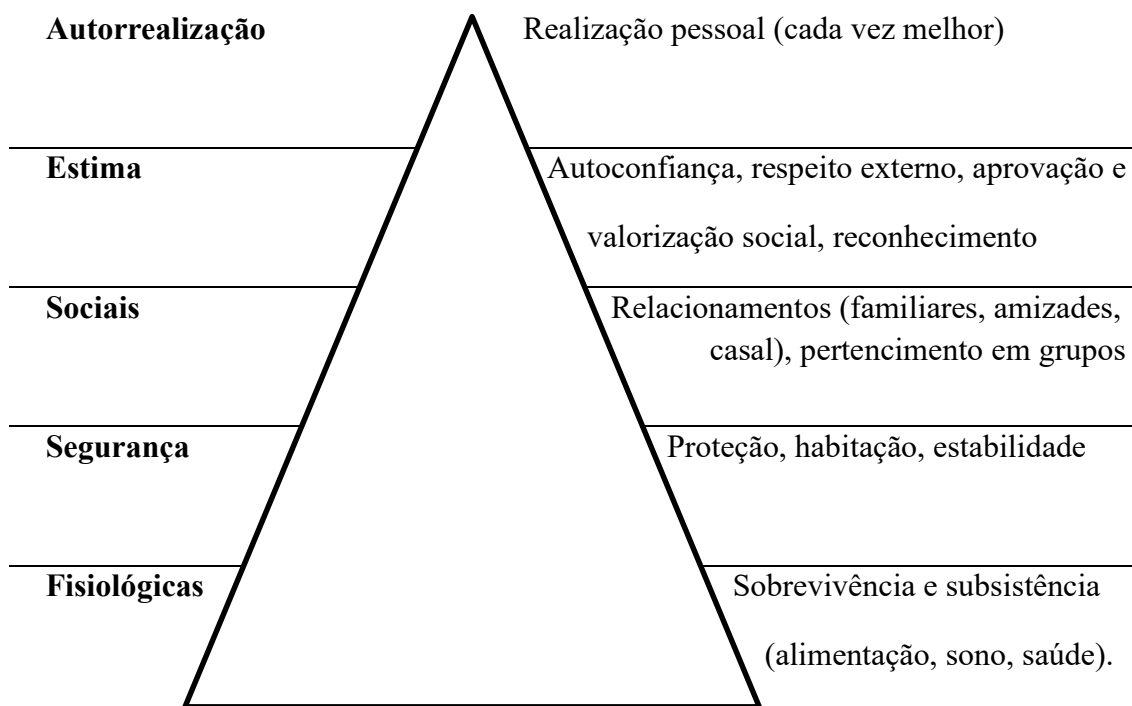 Autorrealização Realização pessoal (cada vez melhor)
Estima Autoconfiança, respeito externo, aprovação e
valorização social, reconhecimento
Sociais Relacionamentos (familiares, amizades,
casal), pertencimento em grupos
Segurança Proteção, habitação, estabilidade
Fisiológicas Sobrevivência e subsistência
(alimentação, sono, saúde).